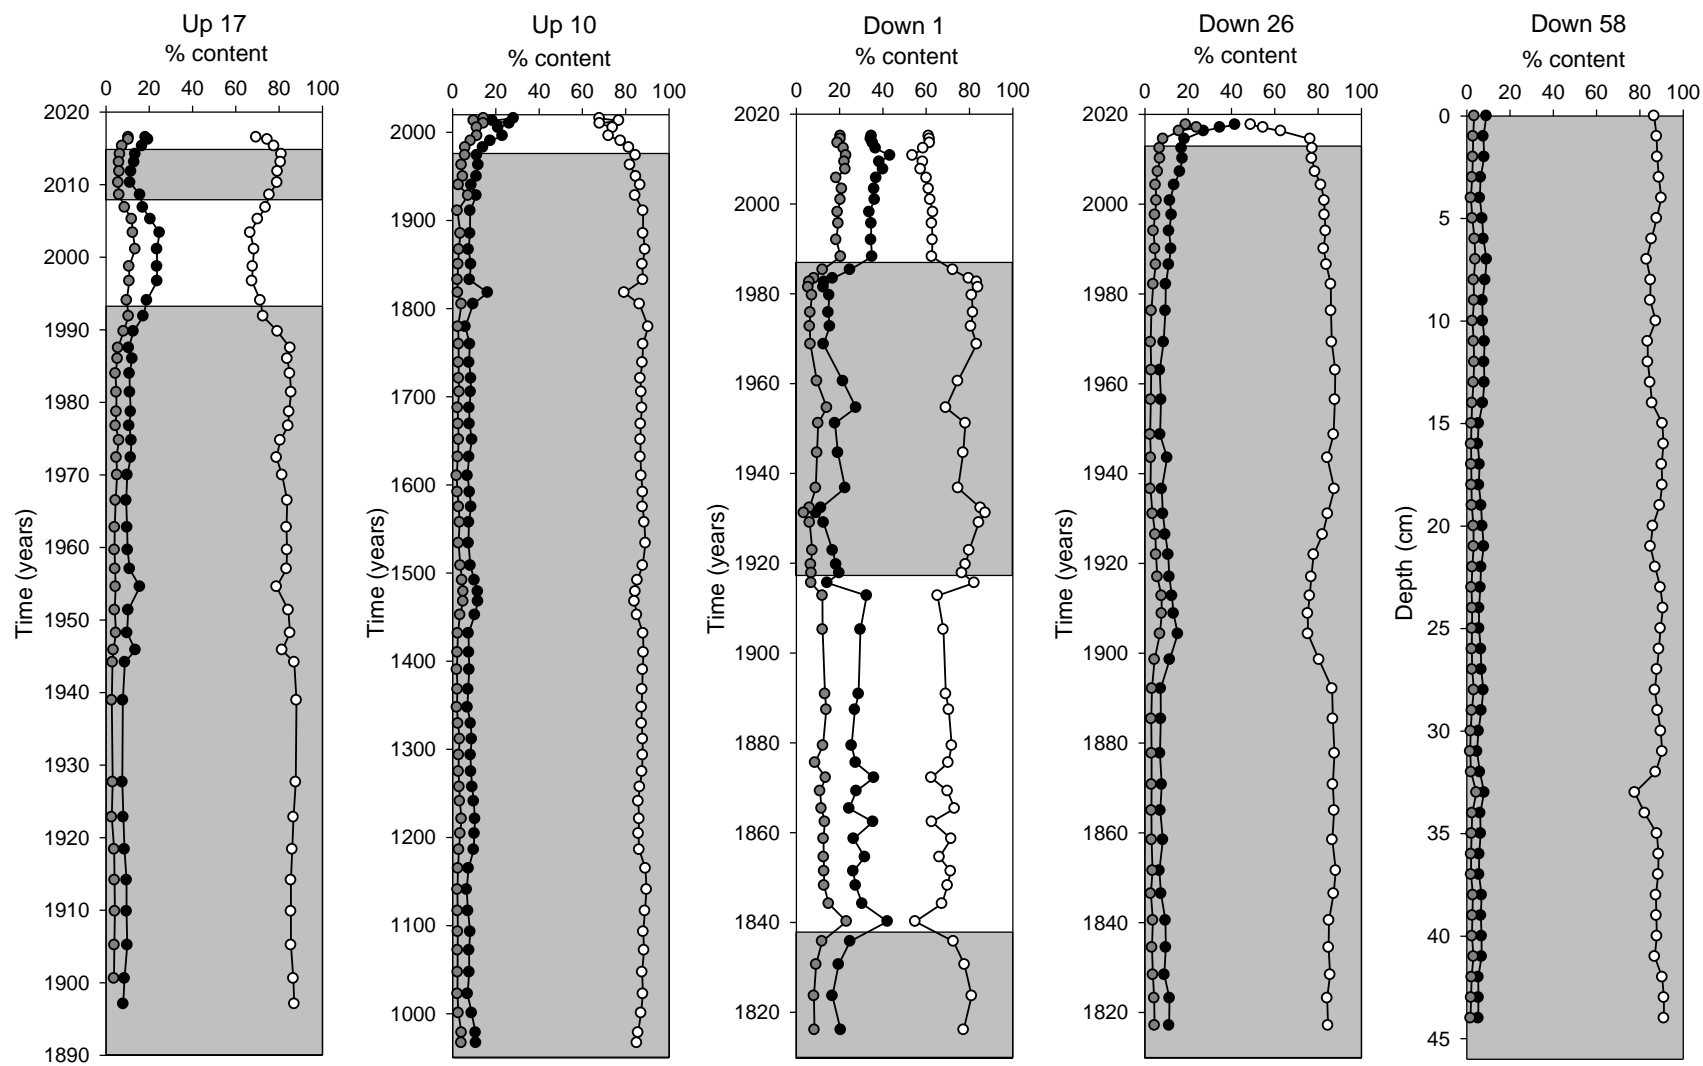 Up 17
% content
0 20 40 60 80 100
2020
2010
2000
1990
1980
1970
1960
1950
1940
1930
1920
1910
1900
1890
Time (years)
Up 10
% content
0 20 40 60 80 100
2000
1900
1800
1700
1600
1500
1400
1300
1200
1100
1000
Time (years)
Down 1
% content
0 20 40 60 80 100
2020
2000
1980
1960
1940
1920
1900
1880
1860
1840
1820
Time (years)
Down 26
% content
0 20 40 60 80 100
2020
2000
1980
1960
1940
1920
1900
1880
1860
1840
1820
Time (years)
Down 58
% content
0 20 40 60 80 100
0
5
10
15
20
25
30
35
40
45
Depth (cm)